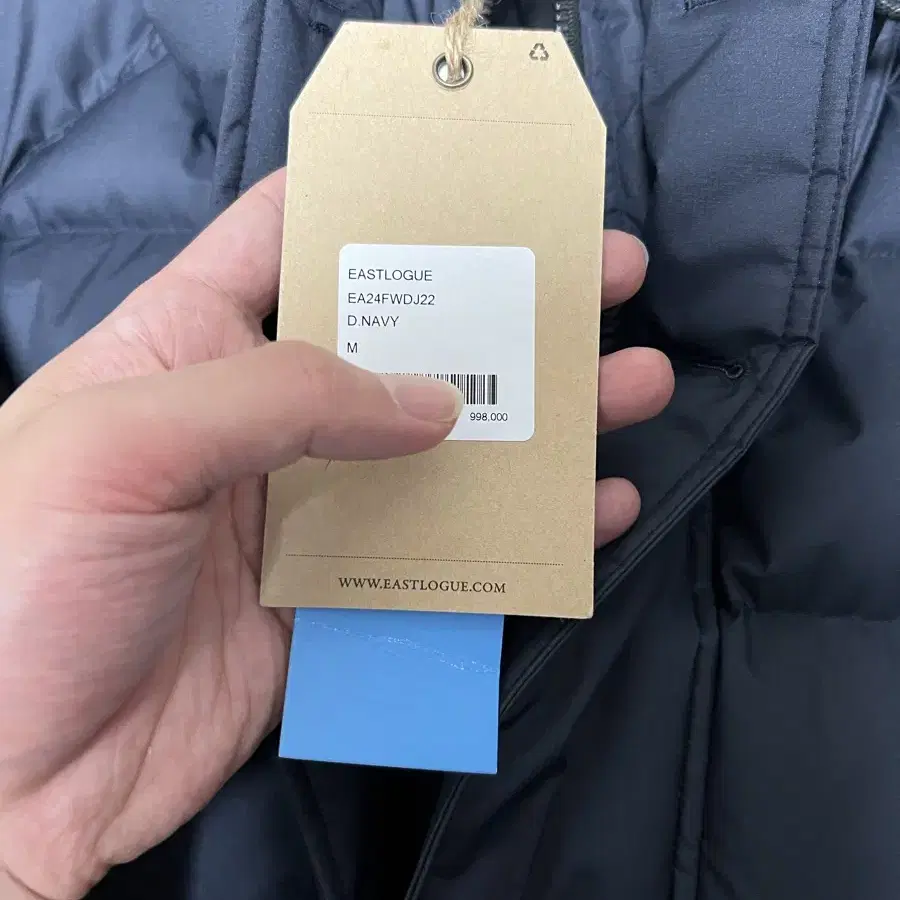 EASTLOGUE
EA24FWDJ22
D.NAVY
M
998,000
WWW.EASTLOGUE.COM